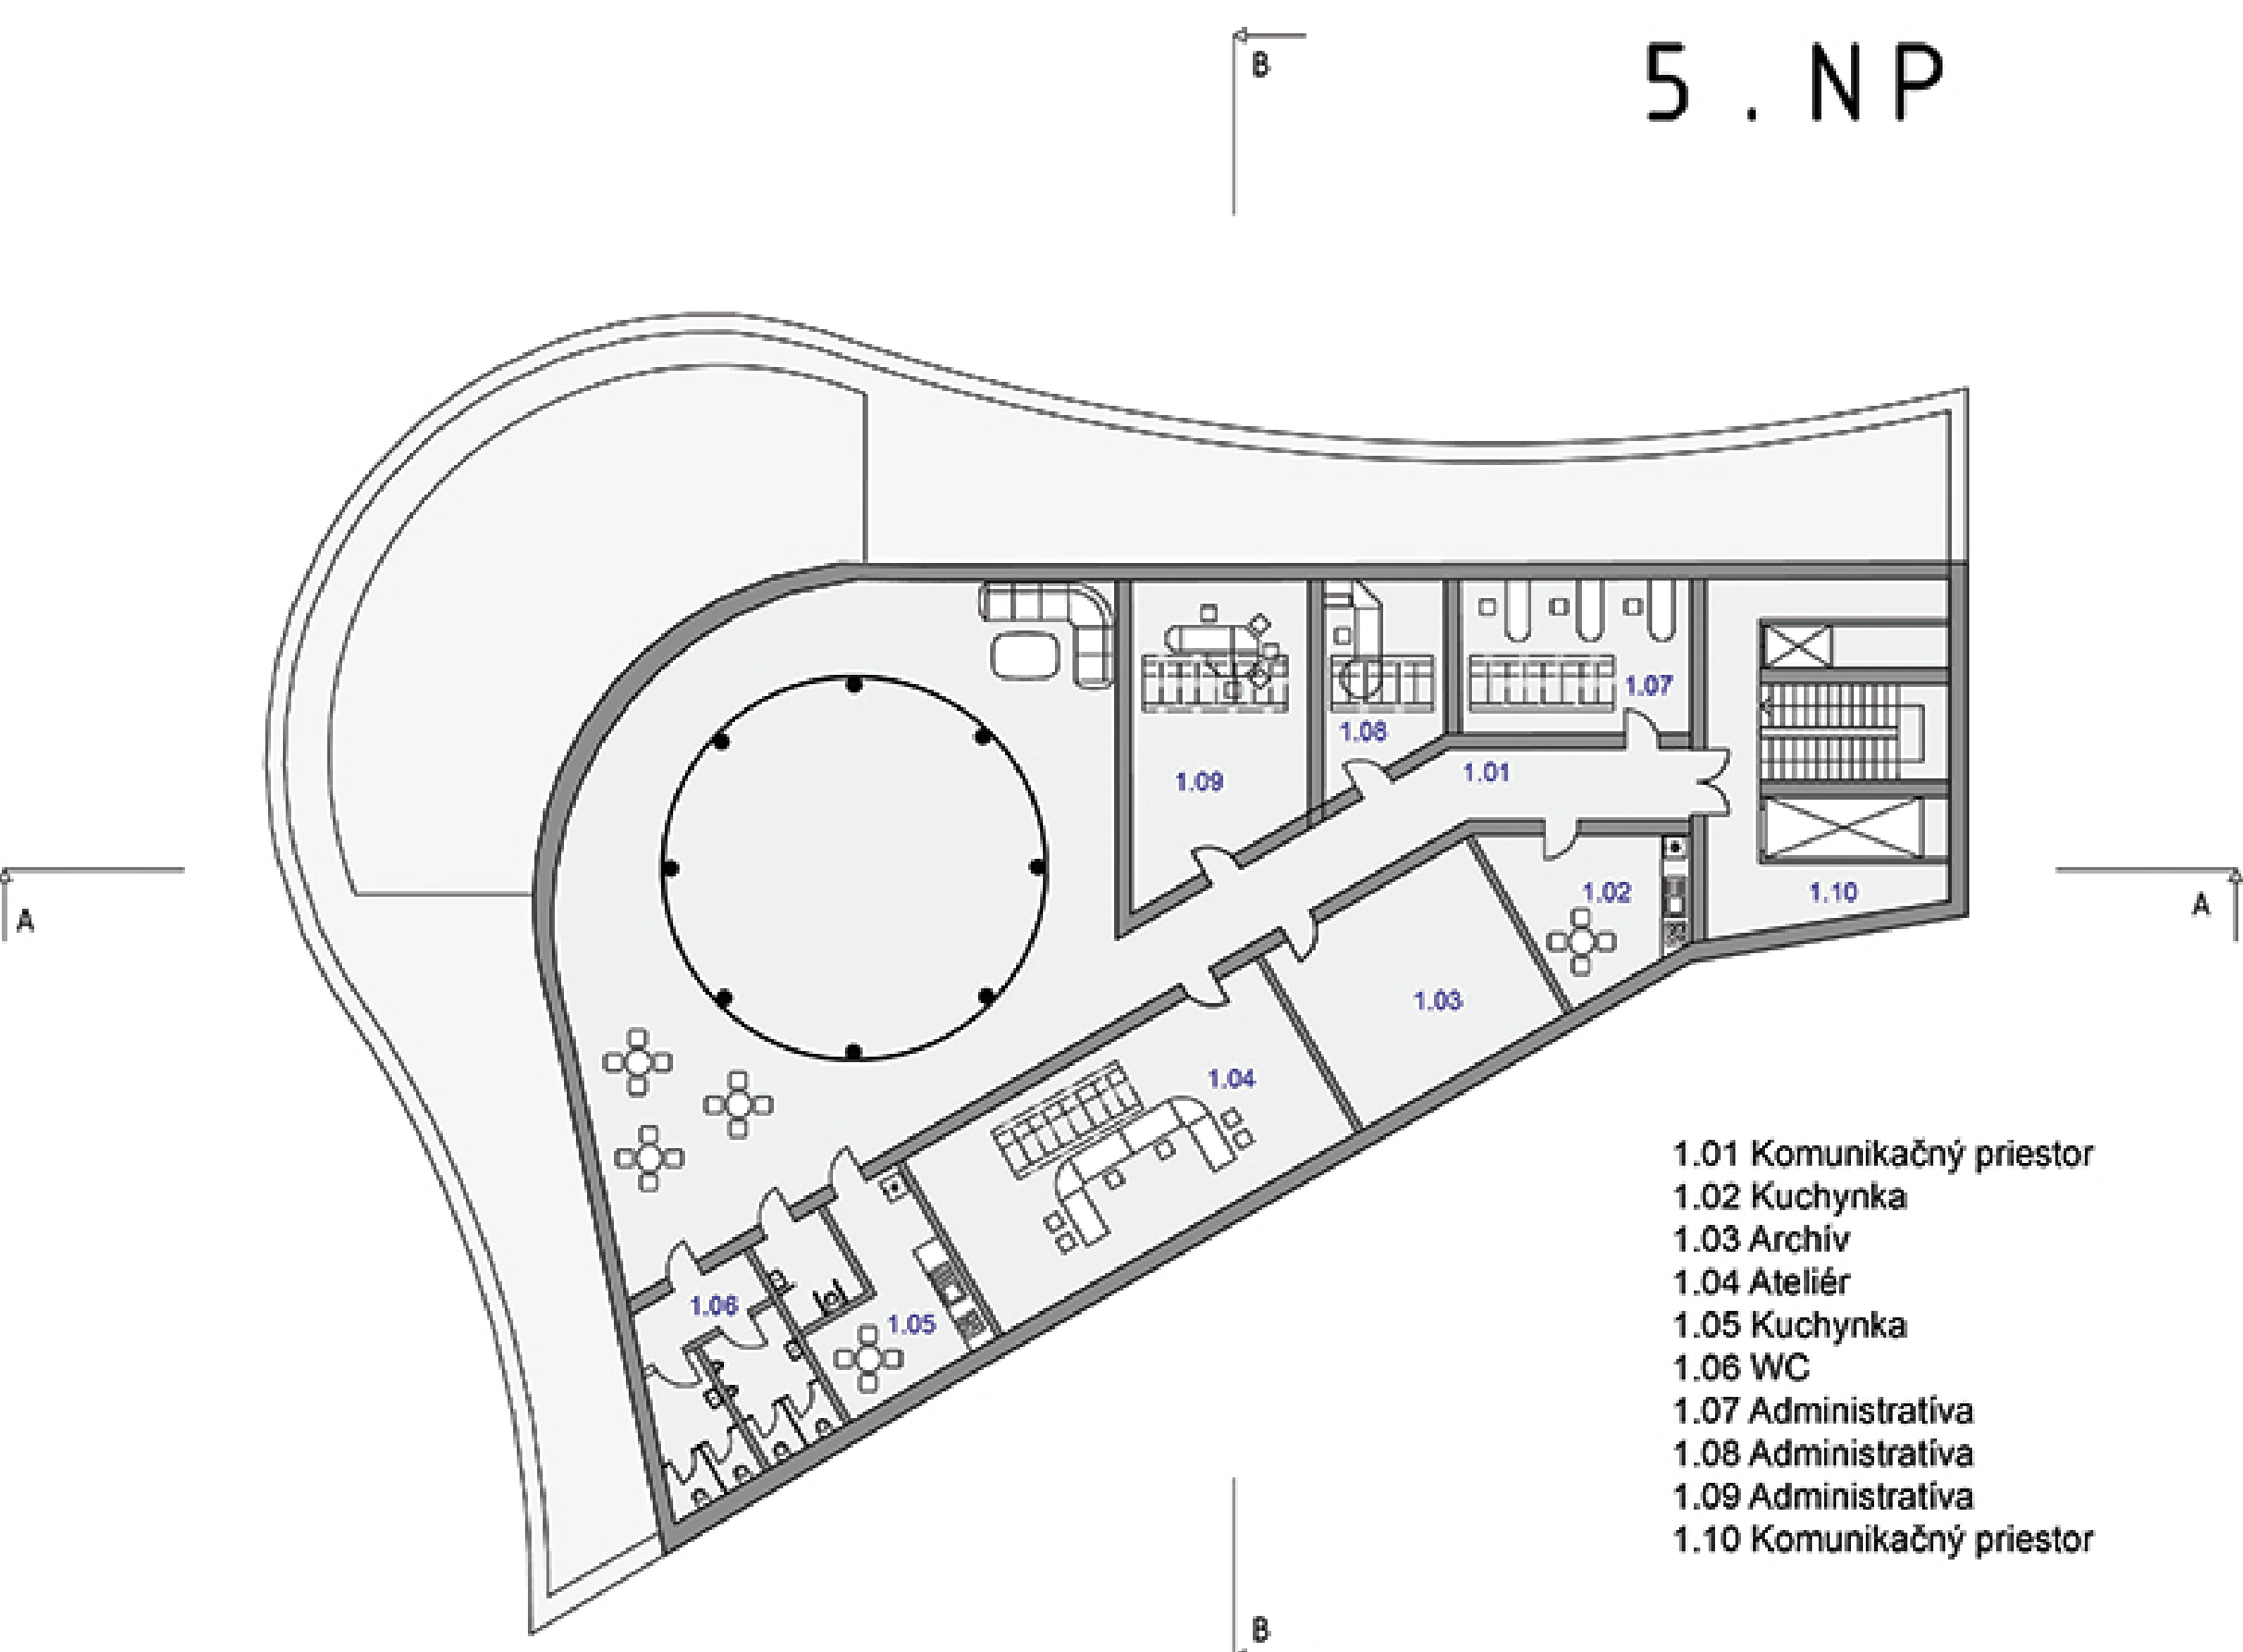 B
5 . NP
1.07
1.08
1.01
1.09
A
1.02
1.10
A
1.03
1.04
1.06
1.05
1.01 Komunikačný priestor
1.02 Kuchynka
1.03 Archív
1.04 Ateliér
1.05 Kuchynka
1.06 WC
1.07 Administratíva
1.08 Administratíva
1.09 Administratíva
1.10 Komunikačný priestor
B